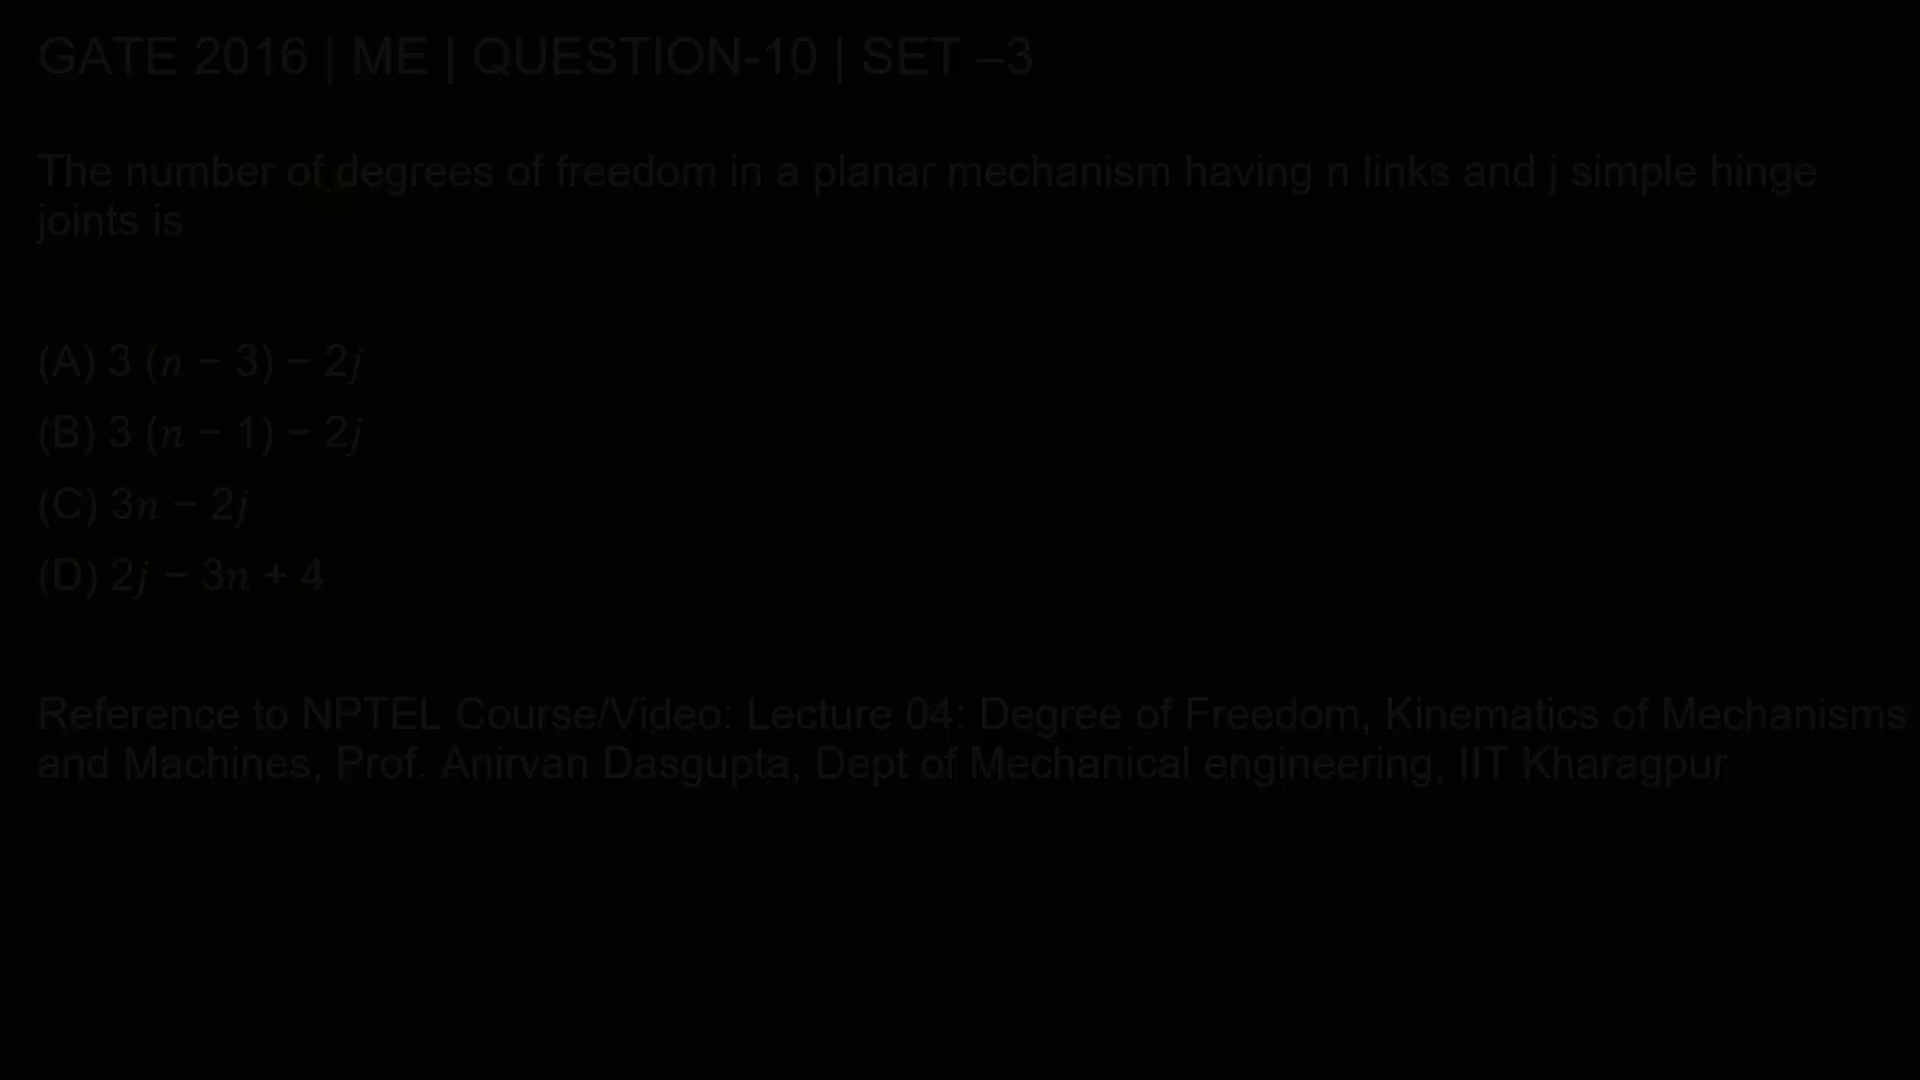 GATE 2016 | ME | QUESTION-10 | SET –3
The number of degrees of freedom in a planar mechanism having n links and j simple hinge
joints is
(A) 3 (n − 3) − 2j
(B) 3 (n − 1) − 2j
(C) 3n − 2j
(D) 2j − 3n + 4
Reference to NPTEL Course/Video: Lecture 04: Degree of Freedom, Kinematics of Mechanisms
and Machines, Prof. Anirvan Dasgupta, Dept of Mechanical engineering, IIT Kharagpur